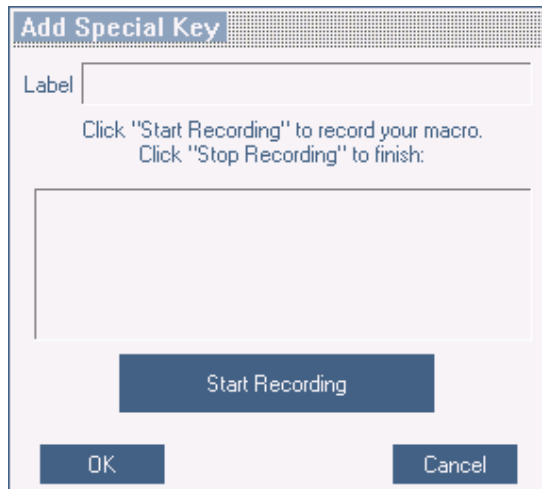 Add Special Key
Label
Click "Start Recording" to record your macro.
Click "Stop Recording" to finish:
Start Recording
OK
Cancel